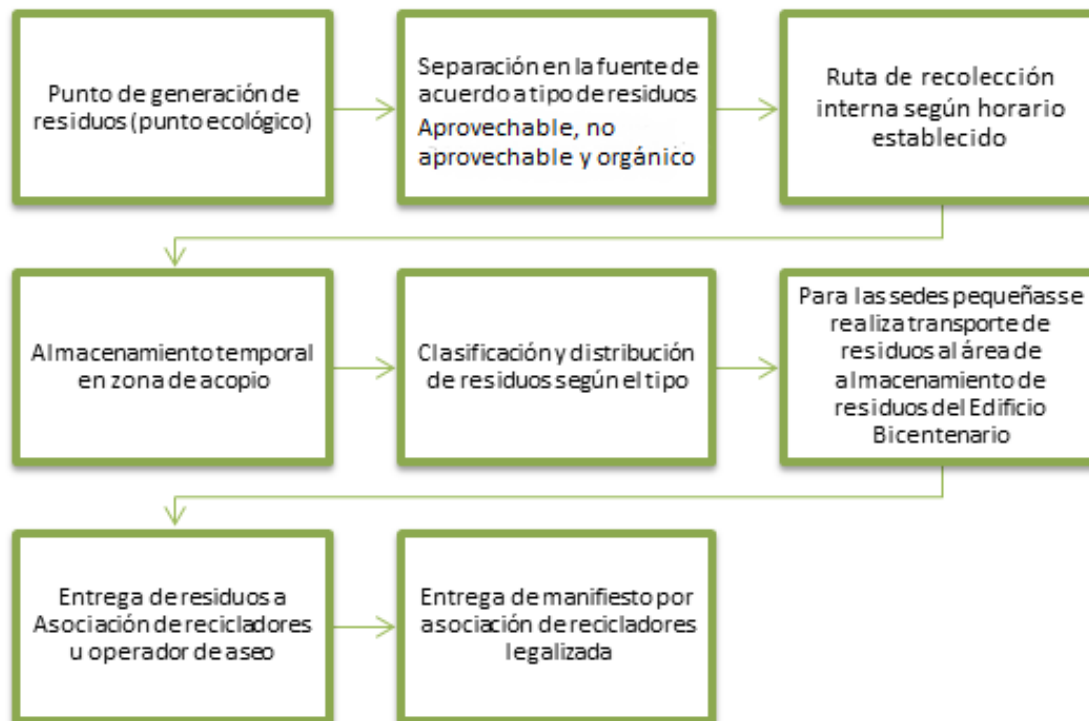 Punto de generación de
residuos (punto ecológico)
Separación en la fuente de
acuerdo a tipo de residuos
Aprovechable, no
aprovechable y orgánico
Ruta de recolección
interna según horario
establecido
Almacenamiento temporal
en zona de acopio
Clasificación y distribución
de residuos según el tipo
Para las sedes pequeñas se
realiza transporte de
residuos al área de
almacenamiento de
residuos del Edificio
Bicentenario
Entrega de residuos a
Asociación de recicladores
u operador de aseo
Entrega de manifiesto por
asociación de recicladores
legalizada